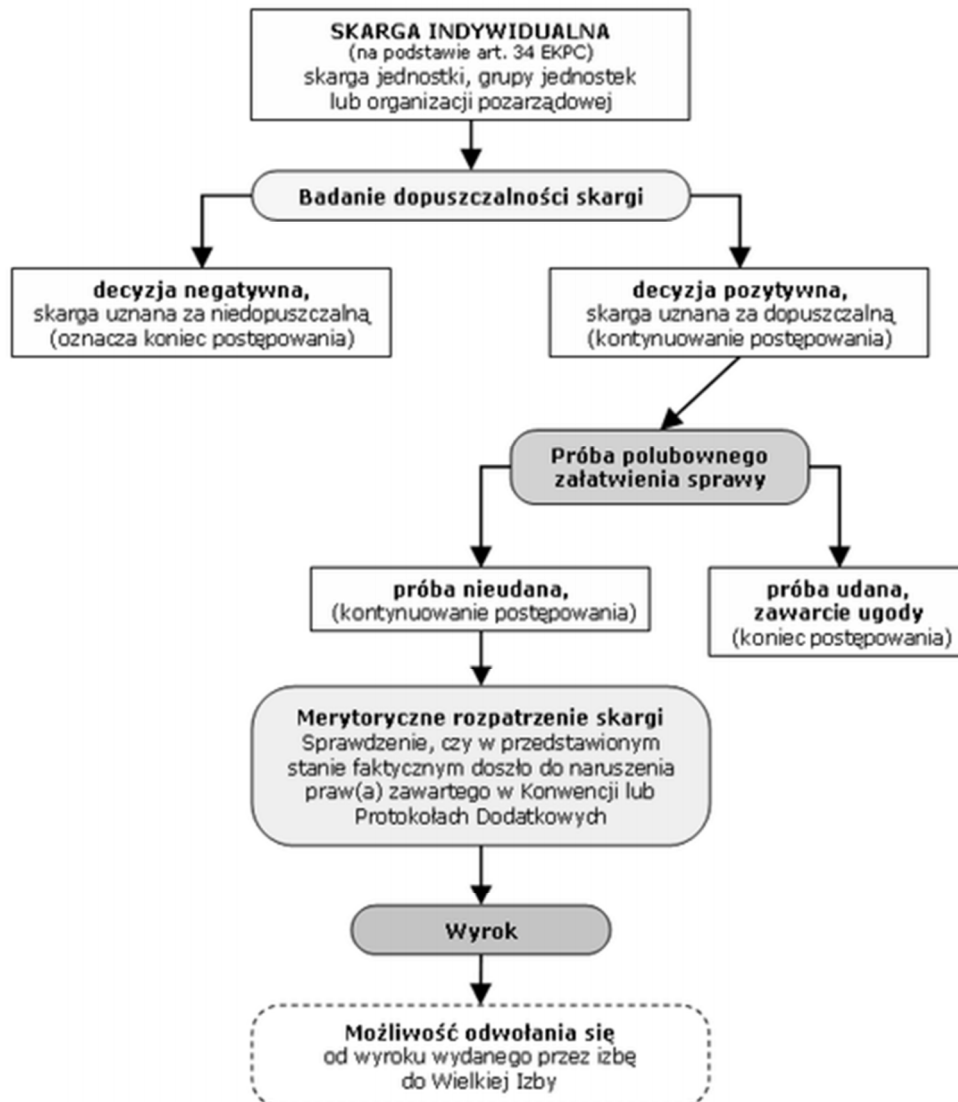 SKARGA INDYWIDUALNA
(na podstawie art. 34 EKPC)
skarga jednostki, grupy jednostek
lub organizacji pozarządowej
Badanie dopuszczalności skargi
decyzja negatywna,
skarga uznana za niedopuszczalną
(oznacza koniec postępowania)
decyzja pozytywna,
skarga uznana za dopuszczalną
(kontynuowanie postępowania)
Próba polubownego
załatwienia sprawy
próba nieudana,
(kontynuowanie postępowania)
próba udana,
zawarcie ugody
(koniec postępowania)
Merytoryczne rozpatrzenie skargi
Sprawdzenie, czy w przedstawionym
stanie faktycznym doszło do naruszenia
praw(a) zawartego w Konwencji lub
Protokołach Dodatkowych
Wyrok
Możliwość odwołania się
od wyroku wydanego przez izbę
do Wielkiej Izby